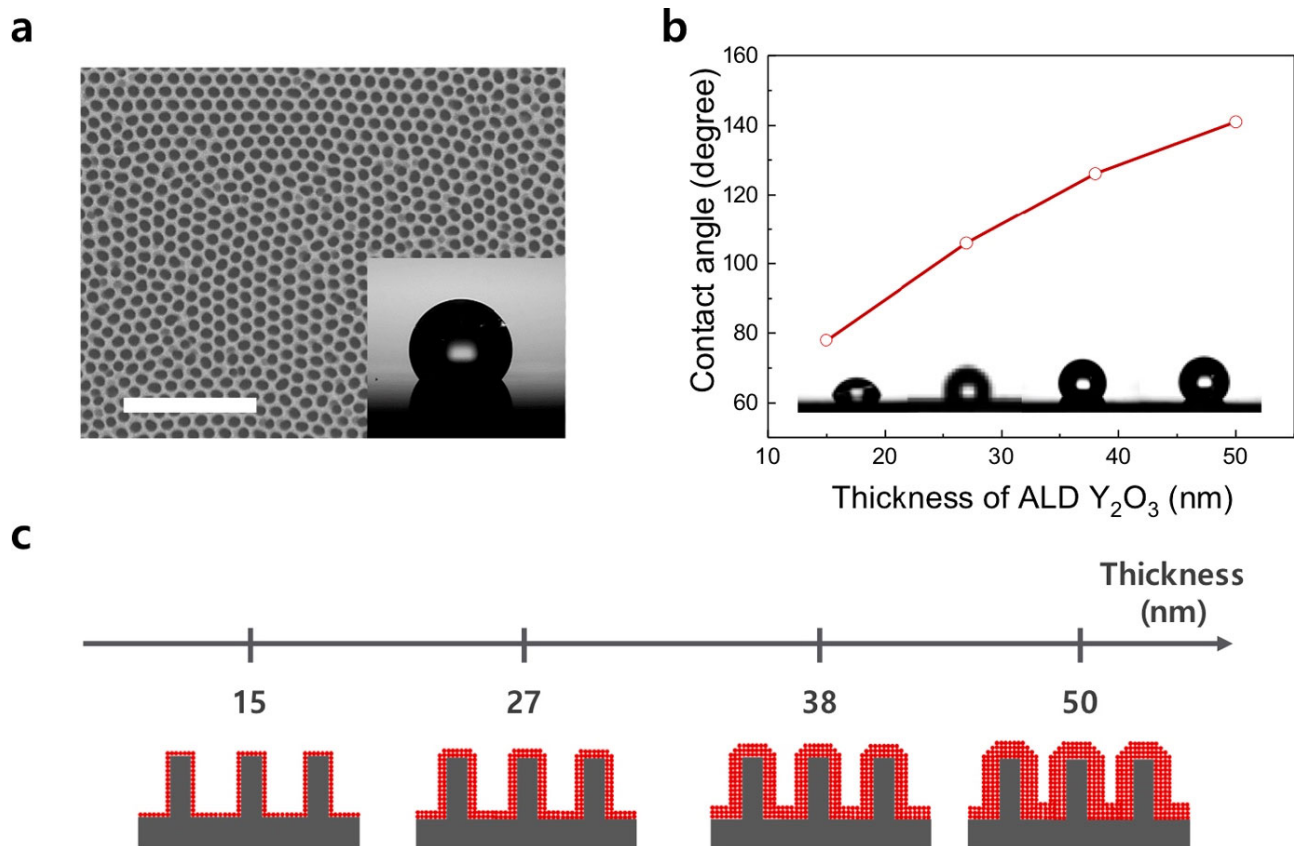 a
b
160
140
120
100
80
60
Contact angle (degree)
10
20
30
40
50
Thickness of ALD Y₂O₃ (nm)
c
Thickness
(nm)
15
27
38
50